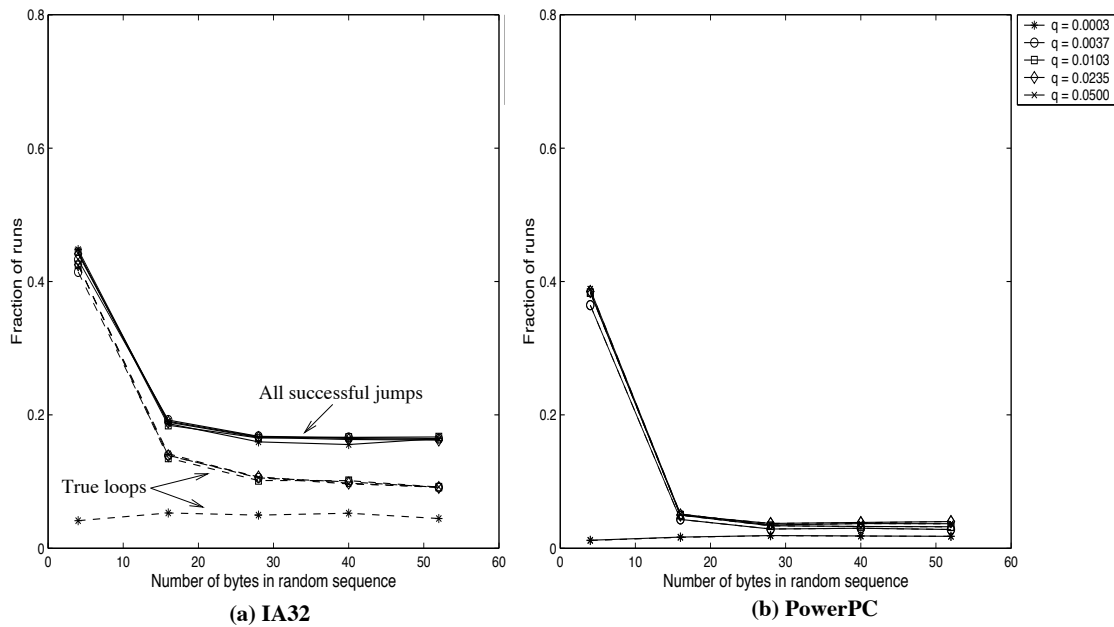 0.8
0.6
0.4
0.2
0
0 10 20 30 40 50 60
Fraction of runs
Number of bytes in random sequence
All successful jumps
True loops
(a) IA32
0.8
0.6
0.4
0.2
0
0 10 20 30 40 50 60
Fraction of runs
Number of bytes in random sequence
(b) PowerPC
q = 0.0003
q = 0.0037
q = 0.0103
q = 0.0235
q = 0.0500